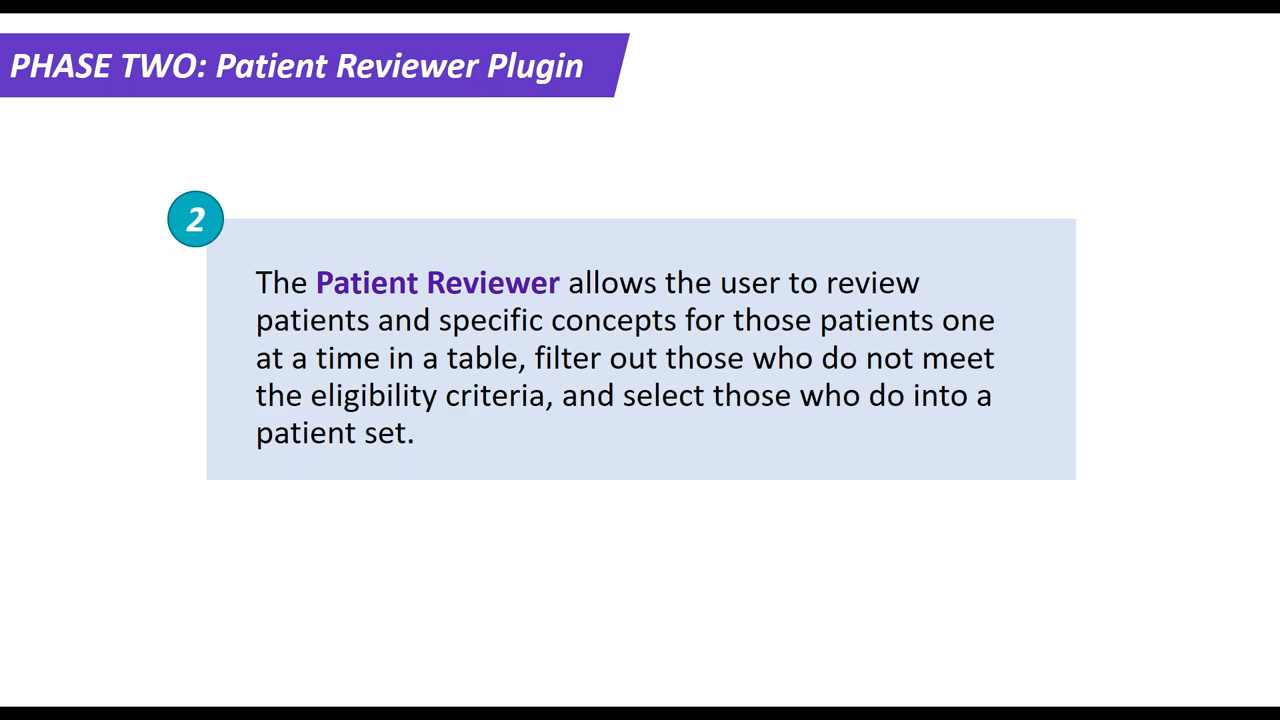 PHASE TWO: Patient Reviewer Plugin
2
The Patient Reviewer allows the user to review
patients and specific concepts for those patients one
at a time in a table, filter out those who do not meet
the eligibility criteria, and select those who do into a
patient set.